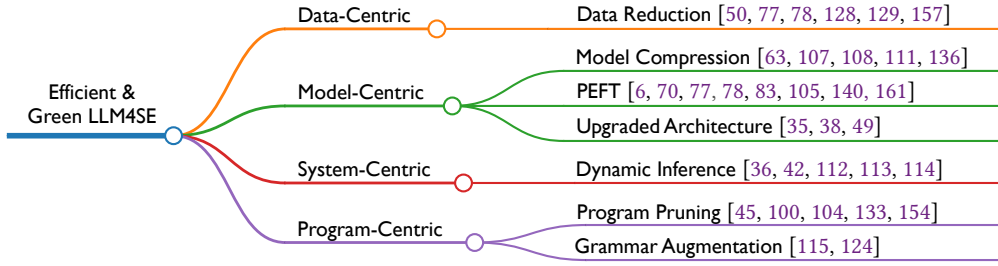 Efficient &
Green LLM4SE
Data-Centric
Data Reduction [50, 77, 78, 128, 129, 157]
Model-Centric
Model Compression [63, 107, 108, 111, 136]
PEFT [6, 70, 77, 78, 83, 105, 140, 161]
Upgraded Architecture [35, 38, 49]
System-Centric
Dynamic Inference [36, 42, 112, 113, 114]
Program-Centric
Program Pruning [45, 100, 104, 133, 154]
Grammar Augmentation [115, 124]